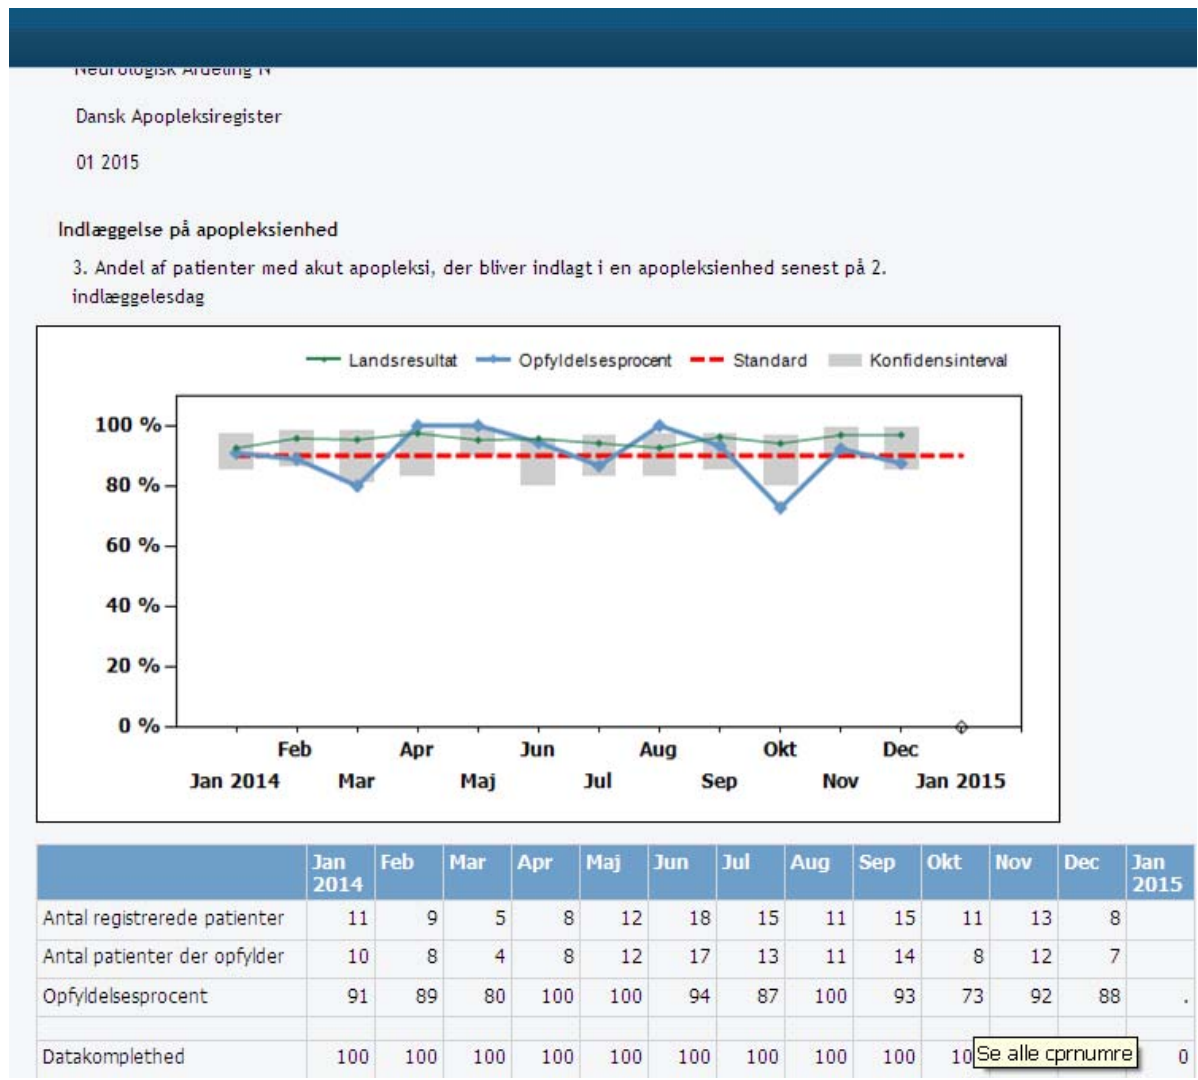 Dansk Apopleksiregister
01 2015
Indlæggelse på apopleksienhed
3. Andel af patienter med akut apopleksi, der bliver indlagt i en apopleksienhed senest på 2.
indlæggelesdag
Landsresultat Opfyldelsesprocent Standard Konfidensinterval
100 %
80 %
60 %
40 %
20 %
0 %
Feb Apr Jun Aug Okt Dec
Jan 2014 Mar Maj Jul Sep Nov Jan 2015
Jan 2014 Feb Mar Apr Maj Jun Jul Aug Sep Okt Nov Dec Jan 2015
Antal registrerede patienter 11 9 5 8 12 18 15 11 15 11 13 8
Antal patienter der opfylder 10 8 4 8 12 17 13 11 14 8 12 7
Opfyldelsesprocent 91 89 80 100 100 94 87 100 93 73 92 88 .
Datakomplethed 100 100 100 100 100 100 100 100 100 10 0
Se alle cprnumre